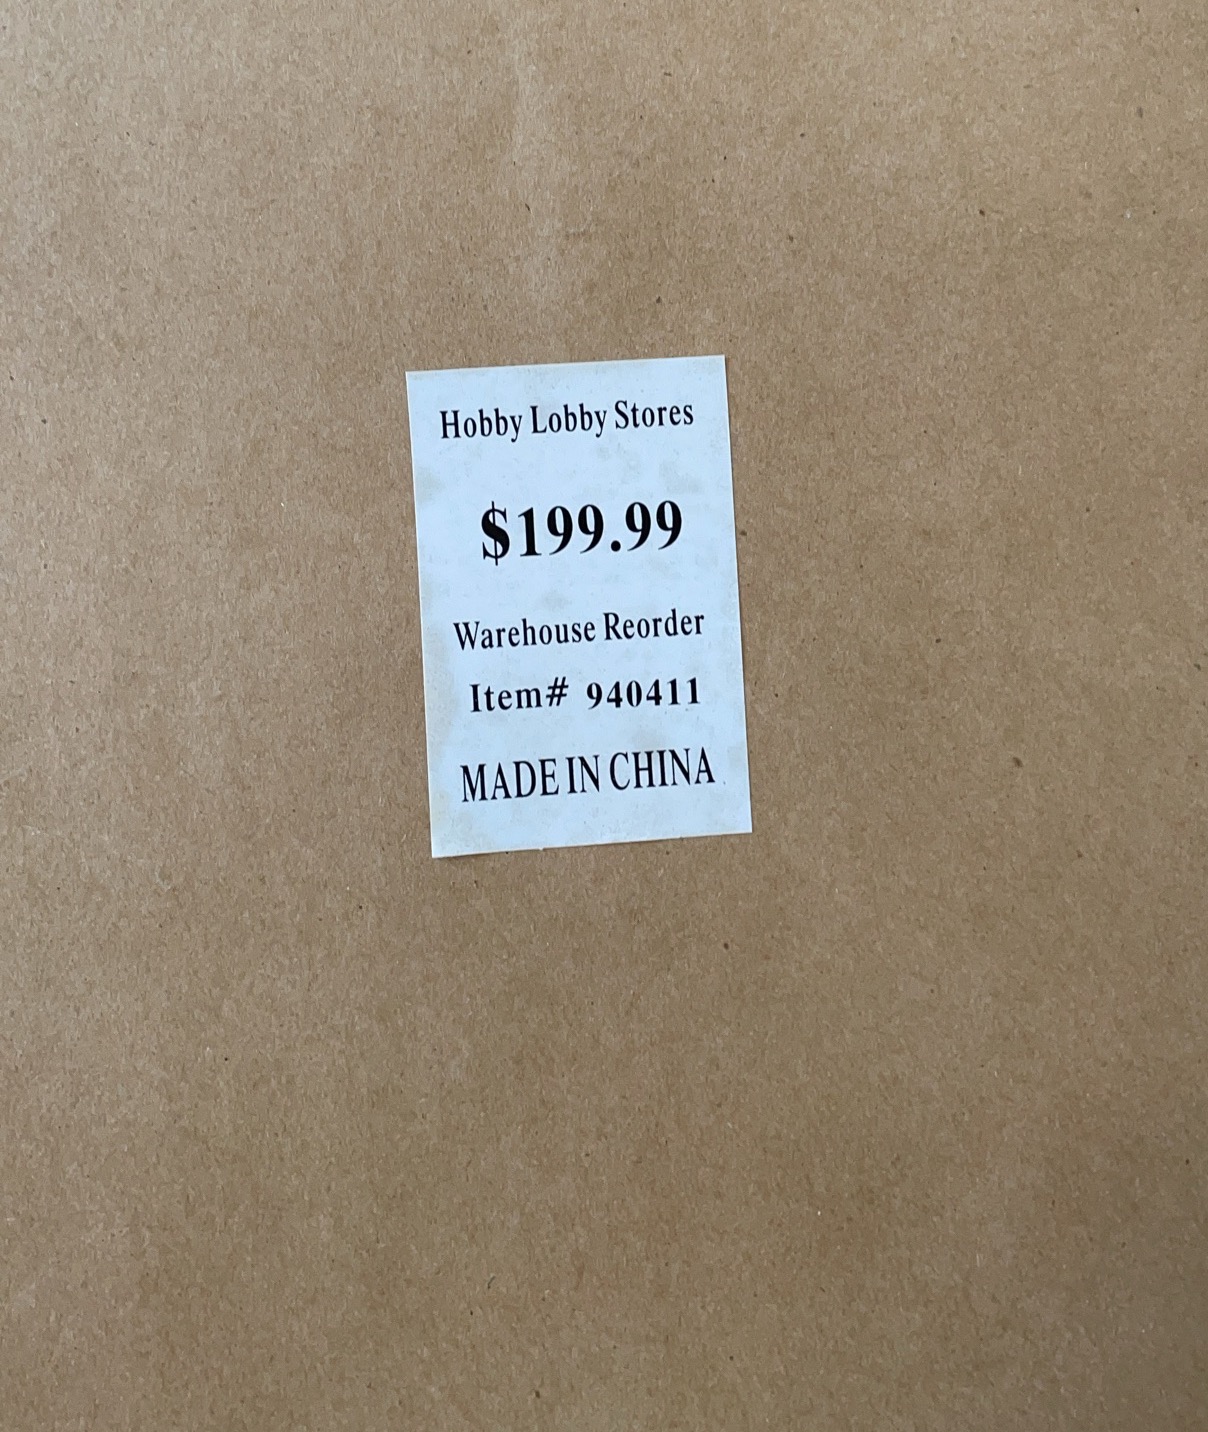 Hobby Lobby Stores
$199.99
Warehouse Reorder
Item# 940411
MADE IN CHINA